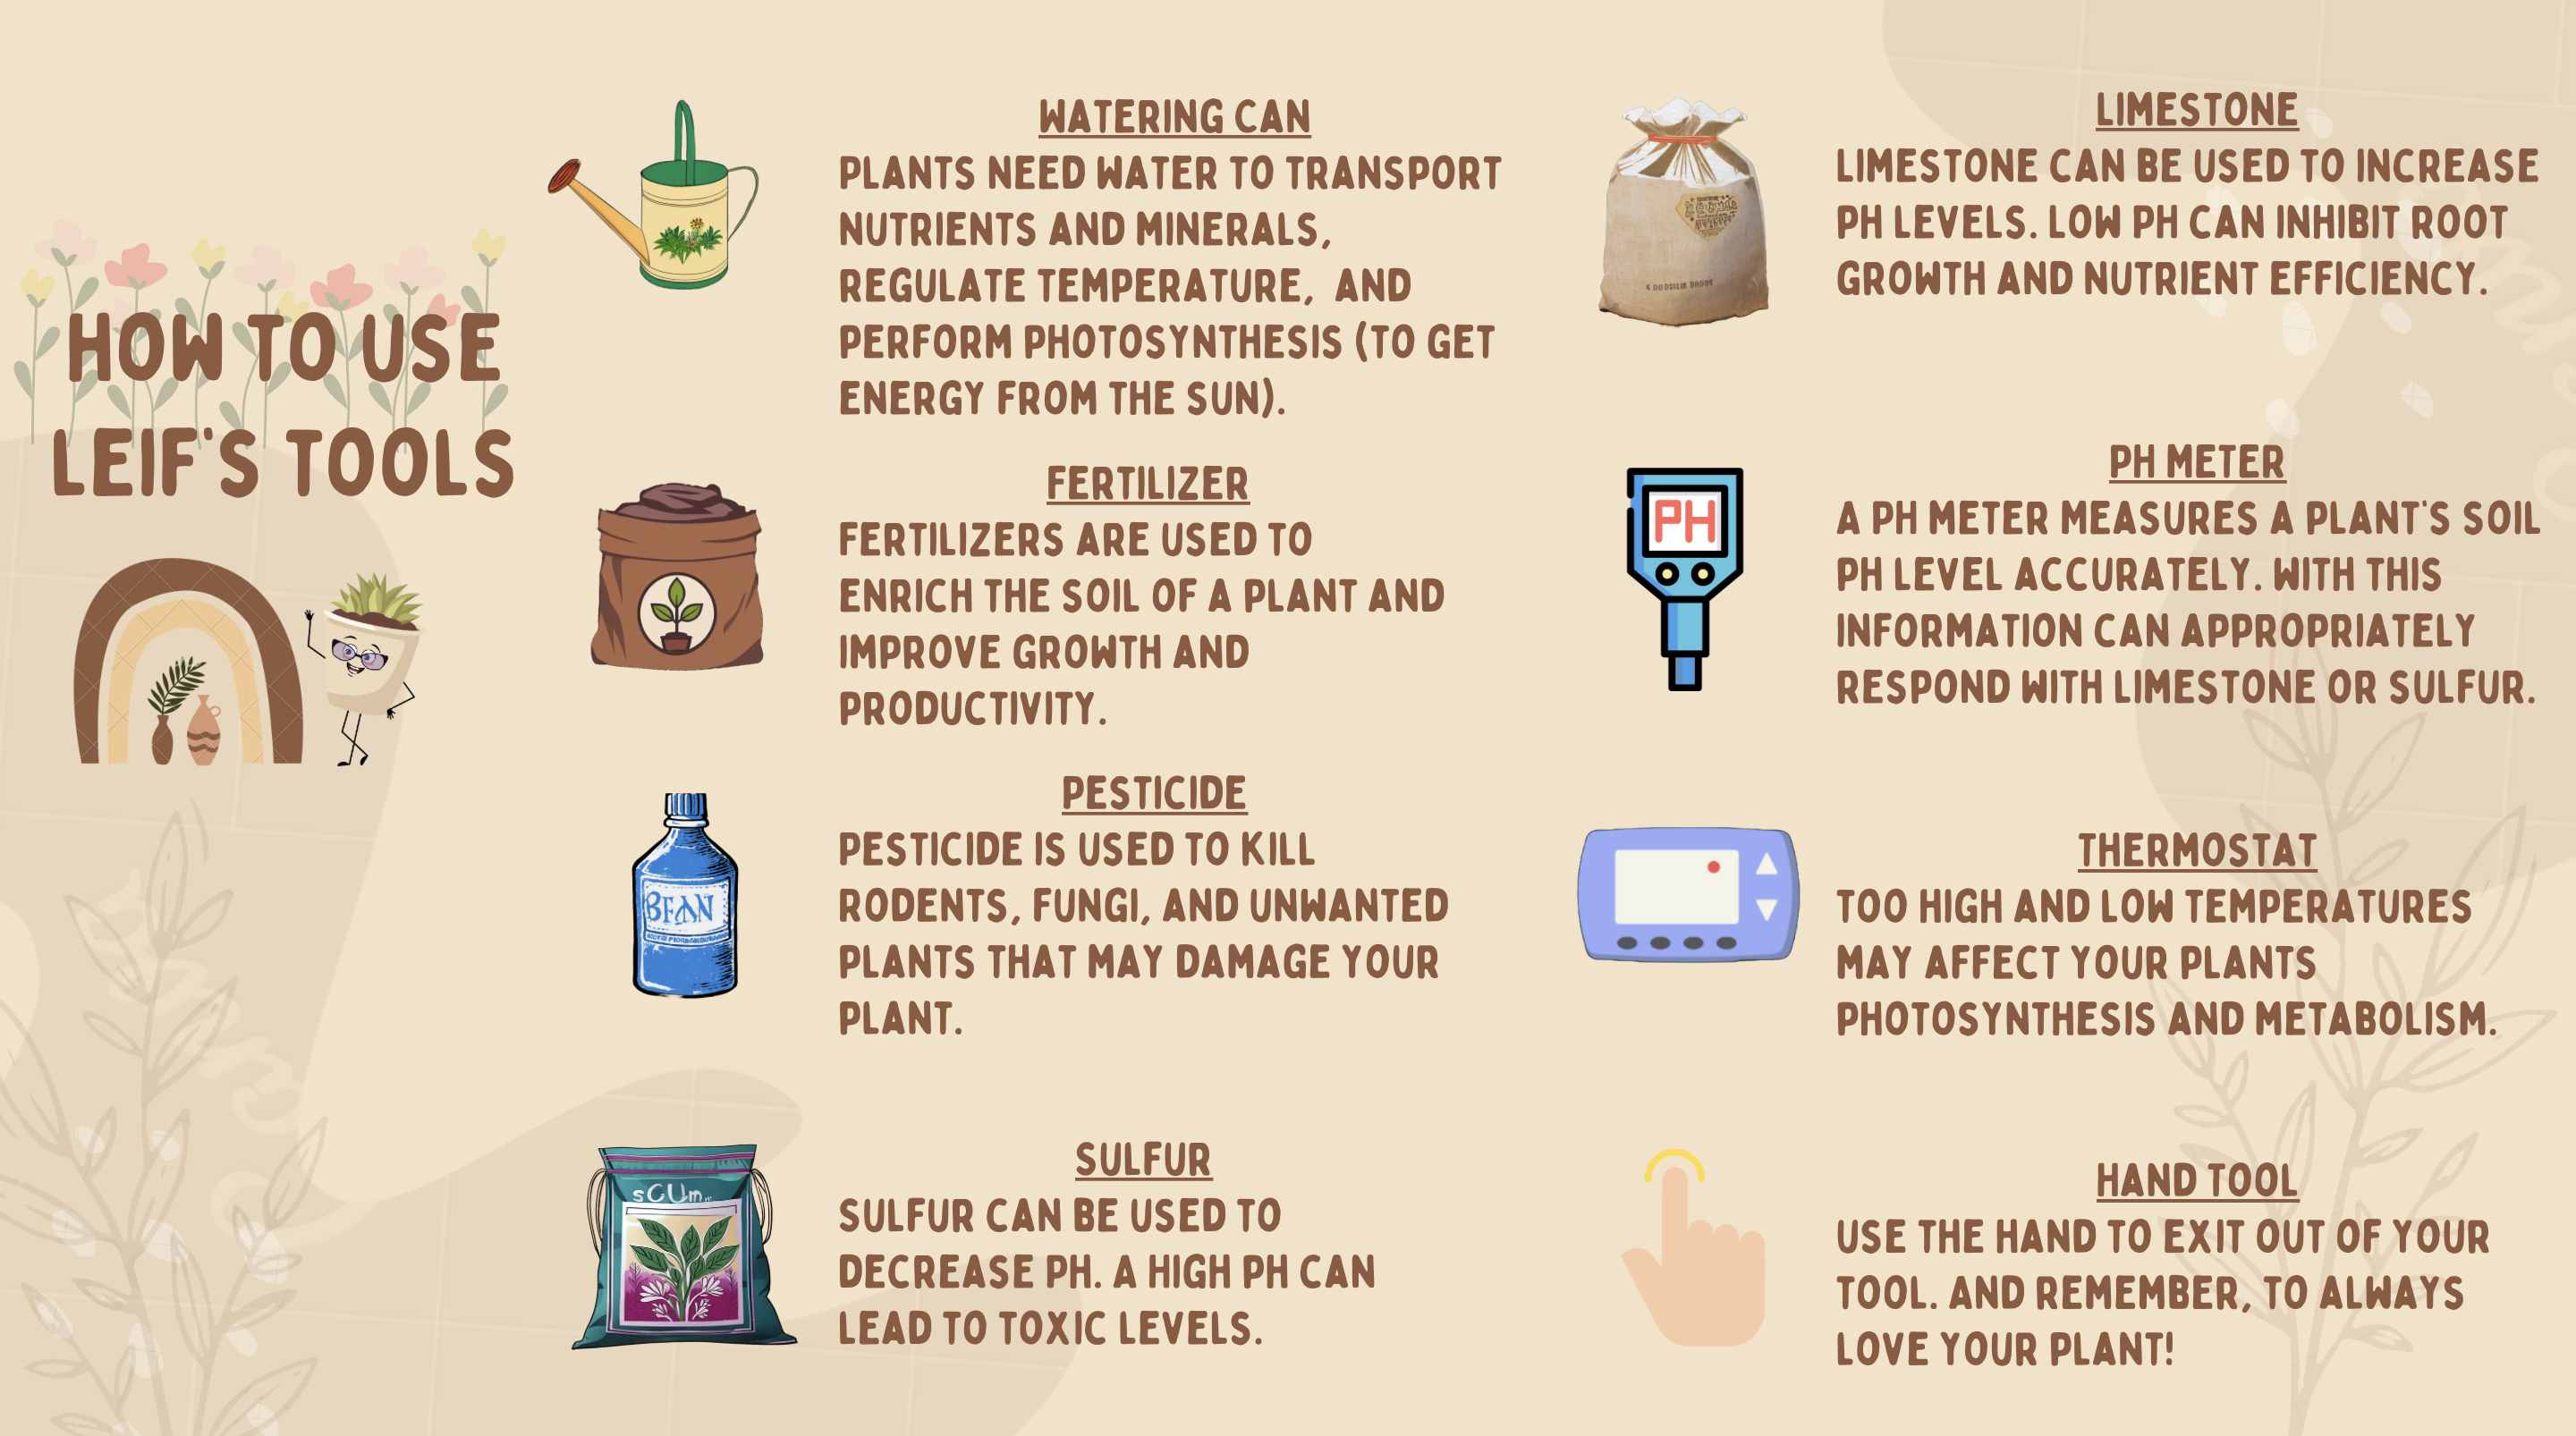 HOW TO USE
LEIF'S TOOLS
WATERING CAN
PLANTS NEED WATER TO TRANSPORT
NUTRIENTS AND MINERALS,
REGULATE TEMPERATURE, AND
PERFORM PHOTOSYNTHESIS (TO GET
ENERGY FROM THE SUN).
FERTILIZER
FERTILIZERS ARE USED TO
ENRICH THE SOIL OF A PLANT AND
IMPROVE GROWTH AND
PRODUCTIVITY.
PESTICIDE
BEAN
PESTICIDE IS USED TO KILL
RODENTS, FUNGI, AND UNWANTED
PLANTS THAT MAY DAMAGE YOUR
PLANT.
SULFUR
sCUm
SULFUR CAN BE USED TO
DECREASE PH. A HIGH PH CAN
LEAD TO TOXIC LEVELS.
LIMESTONE
LIMESTONE CAN BE USED TO INCREASE
PH LEVELS. LOW PH CAN INHIBIT ROOT
GROWTH AND NUTRIENT EFFICIENCY.
PH METER
PH
A PH METER MEASURES A PLANT'S SOIL
PH LEVEL ACCURATELY. WITH THIS
INFORMATION CAN APPROPRIATELY
RESPOND WITH LIMESTONE OR SULFUR.
THERMOSTAT
TOO HIGH AND LOW TEMPERATURES
MAY AFFECT YOUR PLANTS
PHOTOSYNTHESIS AND METABOLISM.
HAND TOOL
USE THE HAND TO EXIT OUT OF YOUR
TOOL. AND REMEMBER, TO ALWAYS
LOVE YOUR PLANT!